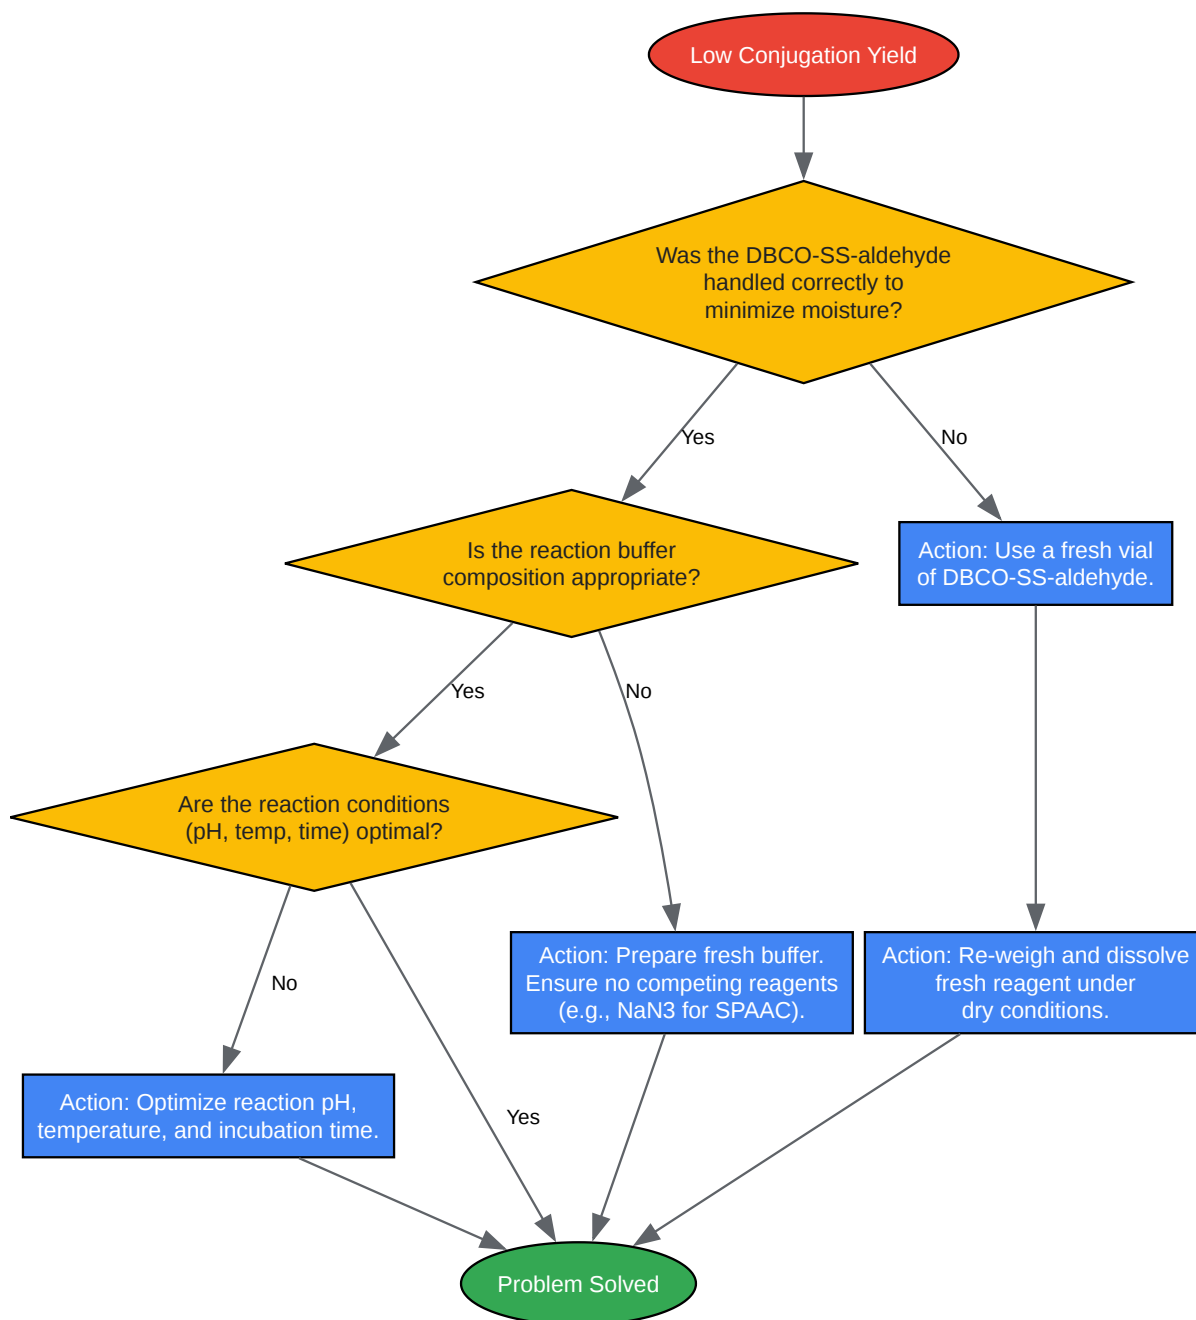 Low Conjugation Yield
Was the DBCO-SS-aldehyde
handled correctly to
minimize moisture?
Yes
No
Is the reaction buffer
composition appropriate?
Action: Use a fresh vial
of DBCO-SS-aldehyde.
Yes
No
Are the reaction conditions
(pH, temp, time) optimal?
Action: Prepare fresh buffer.
Ensure no competing reagents
(e.g., NaN3 for SPAAC).
Action: Re-weigh and dissolve
fresh reagent under
dry conditions.
No
Yes
Action: Optimize reaction pH,
temperature, and incubation time.
Problem Solved